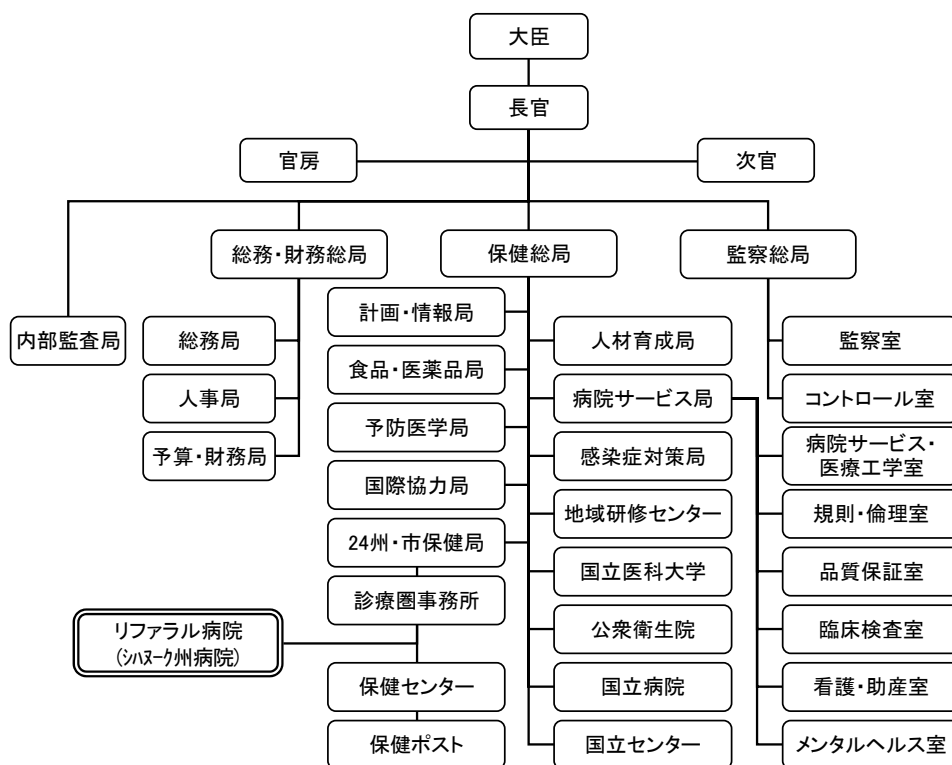 大臣
長官
官房
次官
総務・財務総局
保健総局
監察総局
内部監査局
総務局
人事局
予算・財務局
計画・情報局
食品・医薬品局
予防医学局
国際協力局
24州・市保健局
診療圏事務所
リファラル病院
(ｼﾊﾇｰｸ州病院)
保健センター
保健ポスト
人材育成局
病院サービス局
感染症対策局
地域研修センター
国立医科大学
公衆衛生院
国立病院
国立センター
監察室
コントロール室
病院サービス・
医療工学室
規則・倫理室
品質保証室
臨床検査室
看護・助産室
メンタルヘルス室